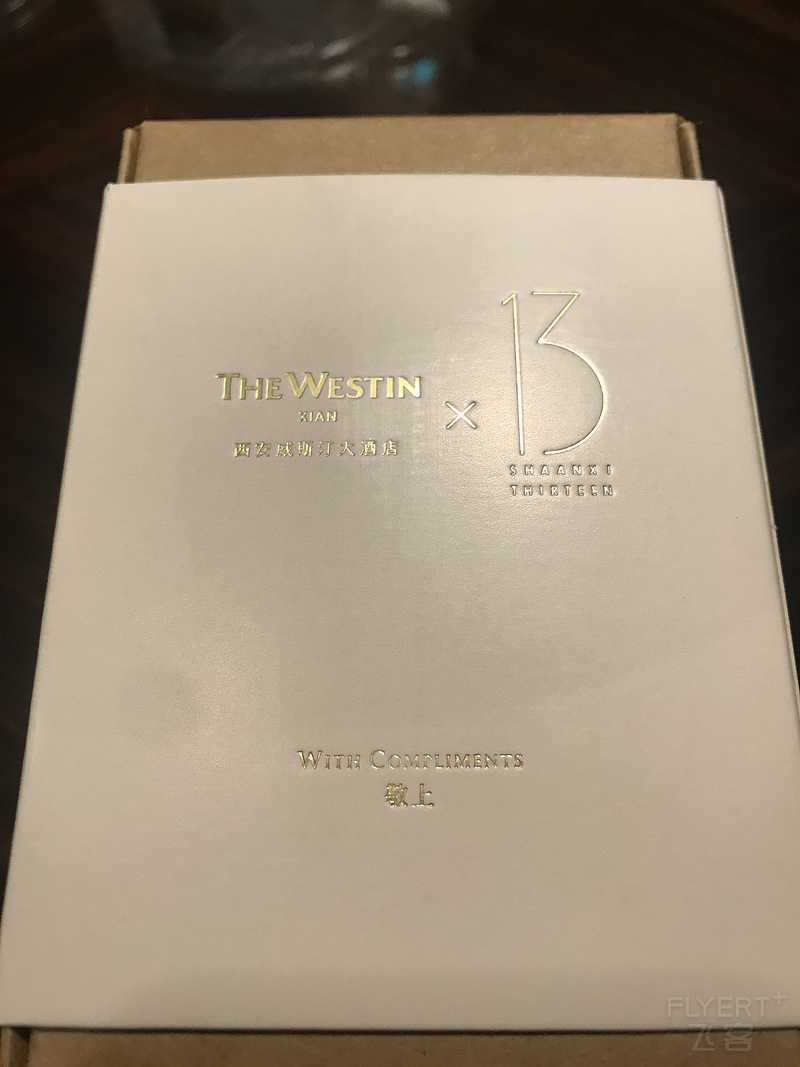 THE WESTIN
XIAN
西安威斯汀大酒店
×
13
SHAANXI
THIRTEEN
WITH COMPLIMENTS
敬上
FLYERT+
飞客